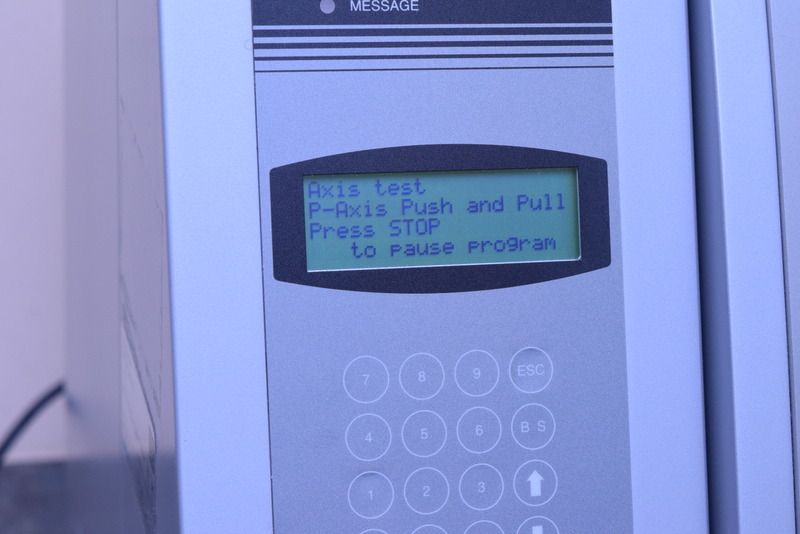 MESSAGE
Axis test
P-Axis Push and Pull
Press STOP
to pause program
7 8 9 ESC
4 5 6 B S
1 2 3